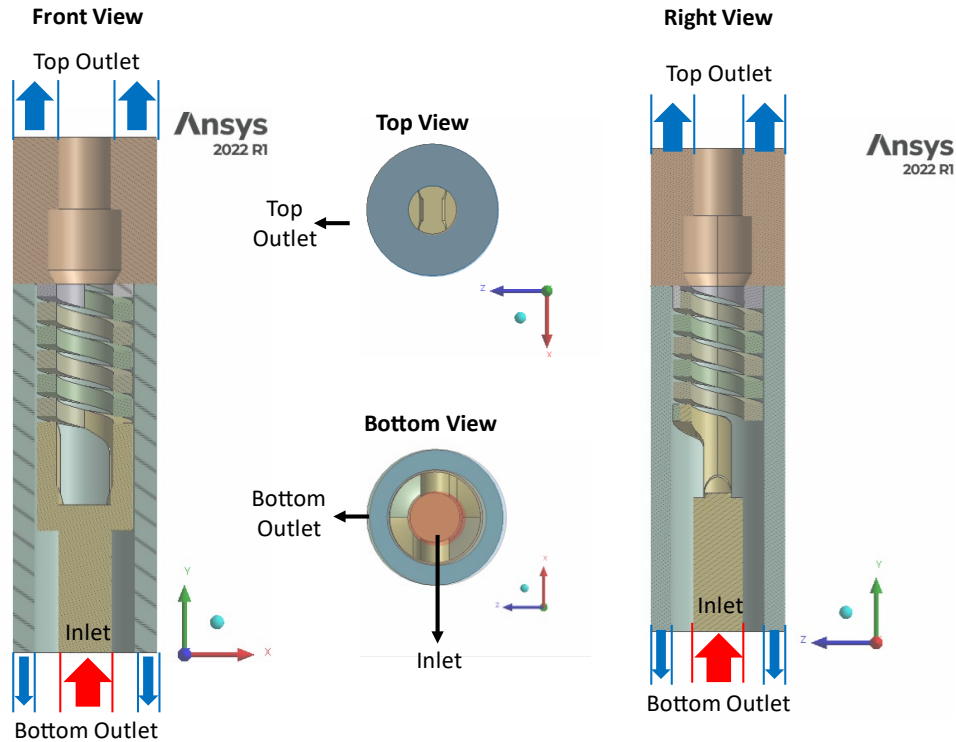 Front View
Top Outlet
Ansys
2022 R1
Inlet
Y
X
Bottom Outlet
Top View
Top
Outlet
Z
X
Bottom View
Bottom
Outlet
X
Z
Inlet
Right View
Top Outlet
Ansys
2022 R1
Inlet
Y
Z
Bottom Outlet